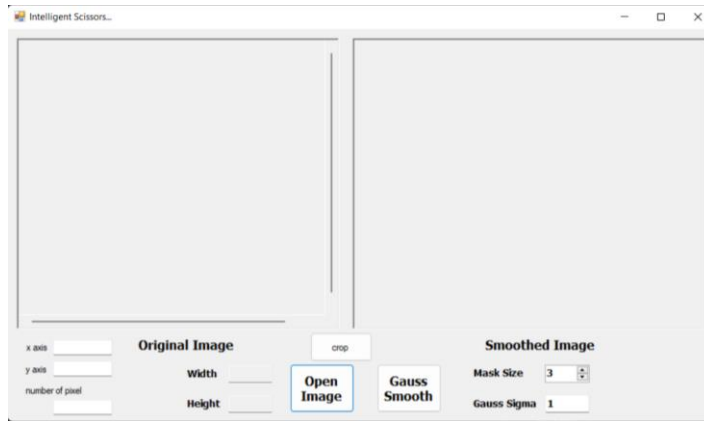 Intelligent Scissors...
x axis
Original Image
crop
Smoothed Image
y axis
Width
Open Image
Gauss Smooth
Mask Size 3
number of pixel
Height
Gauss Sigma 1